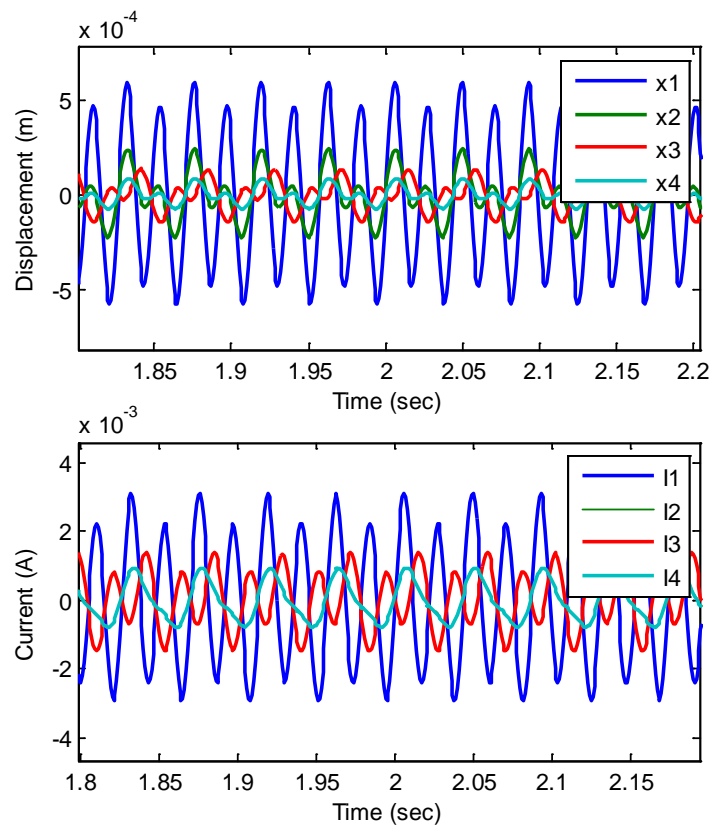 x 10-4
Displacement (m)
5
0
-5
x1
x2
x3
x4
1.85 1.9 1.95 2 2.05 2.1 2.15 2.2
Time (sec)
x 10-3
Current (A)
4
2
0
-2
-4
I1
I2
I3
I4
1.8 1.85 1.9 1.95 2 2.05 2.1 2.15
Time (sec)